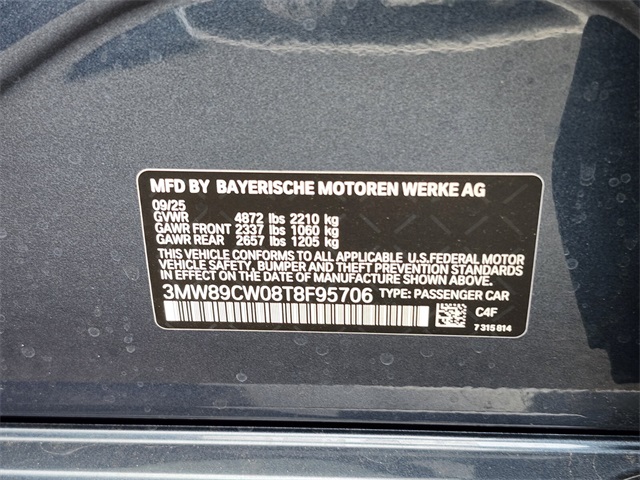 MFD BY BAYERISCHE MOTOREN WERKE AG
09/25
GVWR 4872 lbs 2210 kg
GAWR FRONT 2337 lbs 1060 kg
GAWR REAR 2657 lbs 1205 kg
THIS VEHICLE CONFORMS TO ALL APPLICABLE U.S.FEDERAL MOTOR
VEHICLE SAFETY, BUMPER, AND THEFT PREVENTION STANDARDS
IN EFFECT ON THE DATE OF MANUFACTURE SHOWN ABOVE.
3MW89CW08T8F95706 TYPE: PASSENGER CAR
C4F
7 315 814